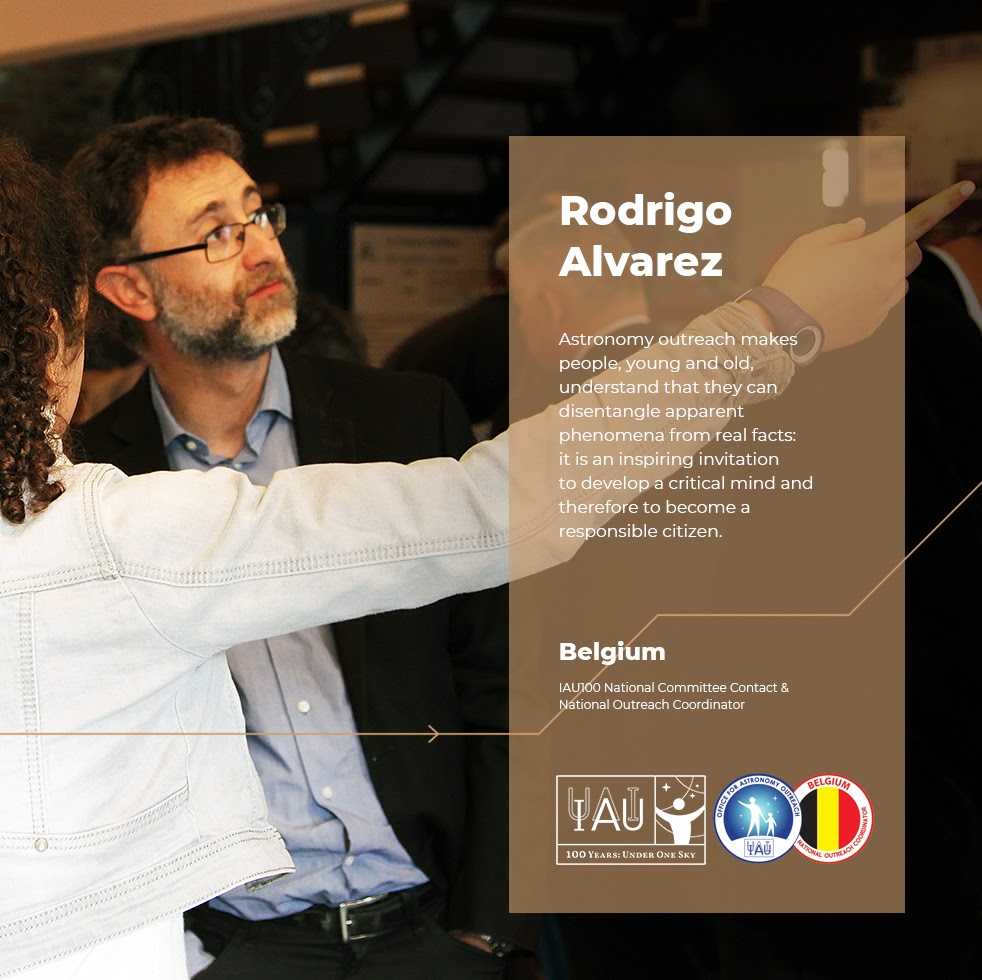 Rodrigo
Alvarez
Astronomy outreach makes
people, young and old,
understand that they can
disentangle apparent
phenomena from real facts:
it is an inspiring invitation
to develop a critical mind and
therefore to become a
responsible citizen.
Belgium
IAU100 National Committee Contact &
National Outreach Coordinator
IAU
100 Years: Under One Sky
OFFICE FOR ASTRONOMY OUTREACH
IAU
BELGIUM
NATIONAL OUTREACH COORDINATOR